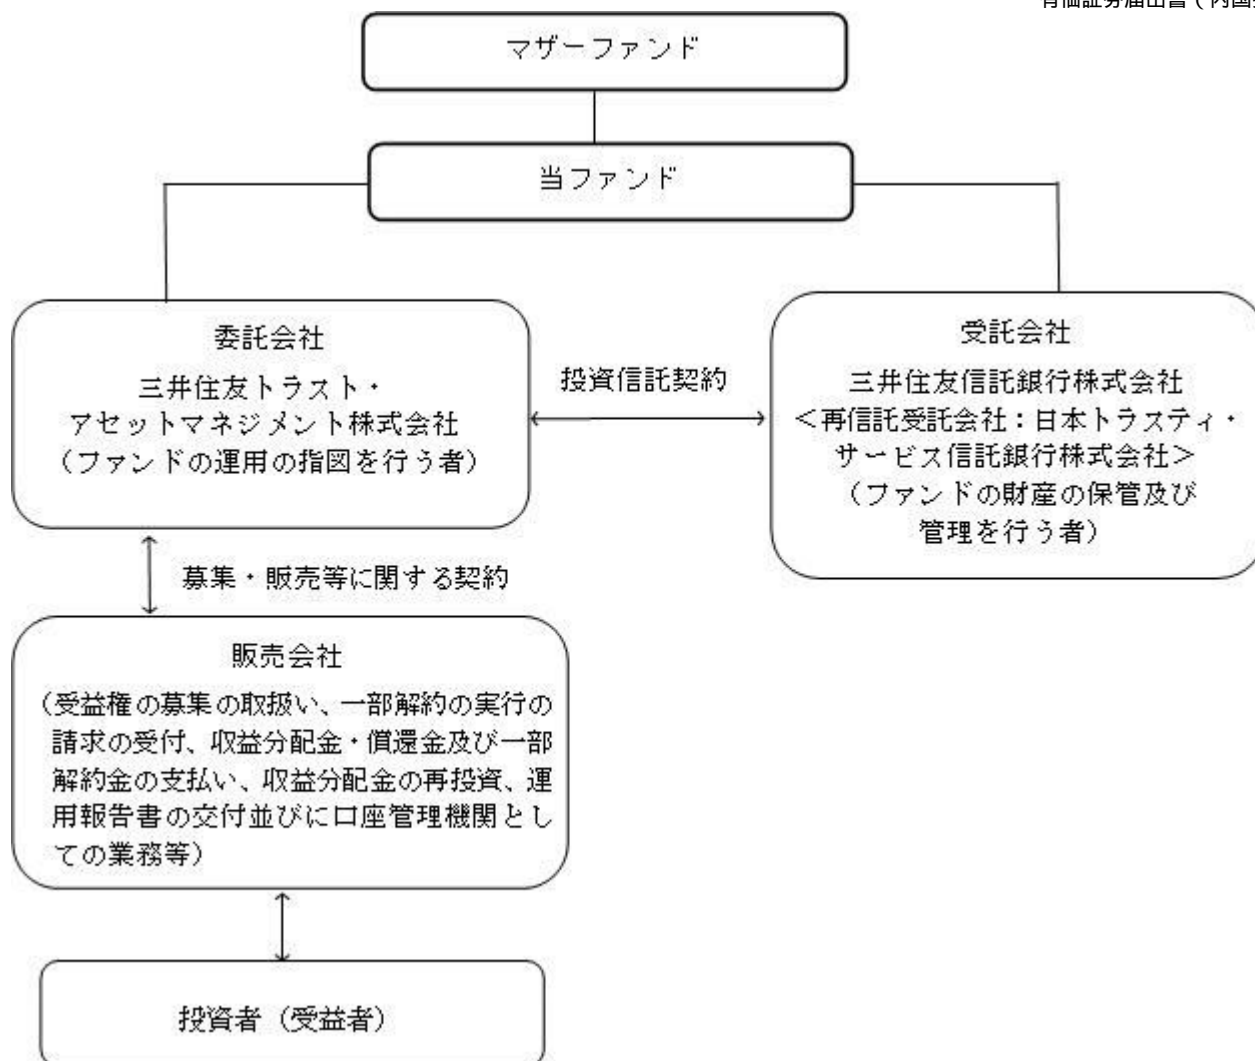 有価証券届出書（内国
マザーファンド
当ファンド
委託会社
三井住友トラスト・
アセットマネジメント株式会社
（ファンドの運用の指図を行う者）
投資信託契約
受託会社
三井住友信託銀行株式会社
＜再信託受託会社：日本トラスティ・
サービス信託銀行株式会社＞
（ファンドの財産の保管及び
管理を行う者）
募集・販売等に関する契約
販売会社
（受益権の募集の取扱い、一部解約の実行の
請求の受付、収益分配金・償還金及び一部
解約金の支払い、収益分配金の再投資、運
用報告書の交付並びに口座管理機関とし
ての業務等）
投資者（受益者）